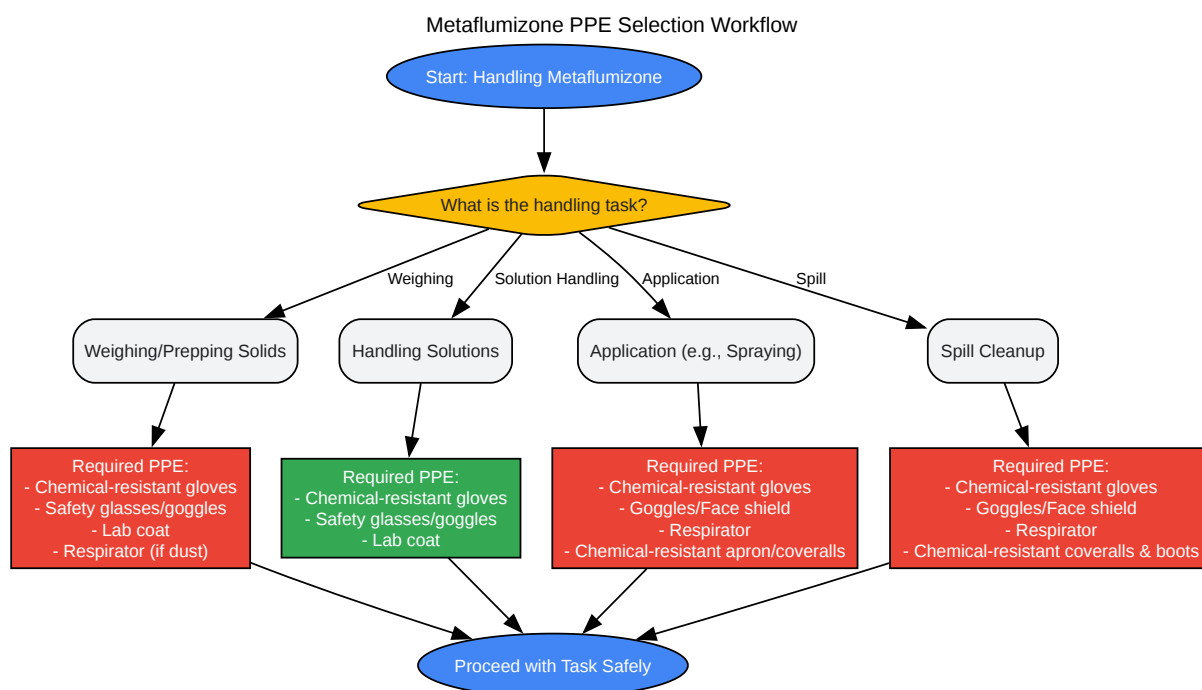 Metaflumizone PPE Selection Workflow
Start: Handling Metaflumizone
What is the handling task?
Weighing
Solution Handling
Application
Spill
Weighing/Prepping Solids
Handling Solutions
Application (e.g., Spraying)
Spill Cleanup
Required PPE:
- Chemical-resistant gloves
- Safety glasses/goggles
- Lab coat
- Respirator (if dust)
Required PPE:
- Chemical-resistant gloves
- Safety glasses/goggles
- Lab coat
Required PPE:
- Chemical-resistant gloves
- Goggles/Face shield
- Respirator
- Chemical-resistant apron/coveralls
Required PPE:
- Chemical-resistant gloves
- Goggles/Face shield
- Respirator
- Chemical-resistant coveralls & boots
Proceed with Task Safely